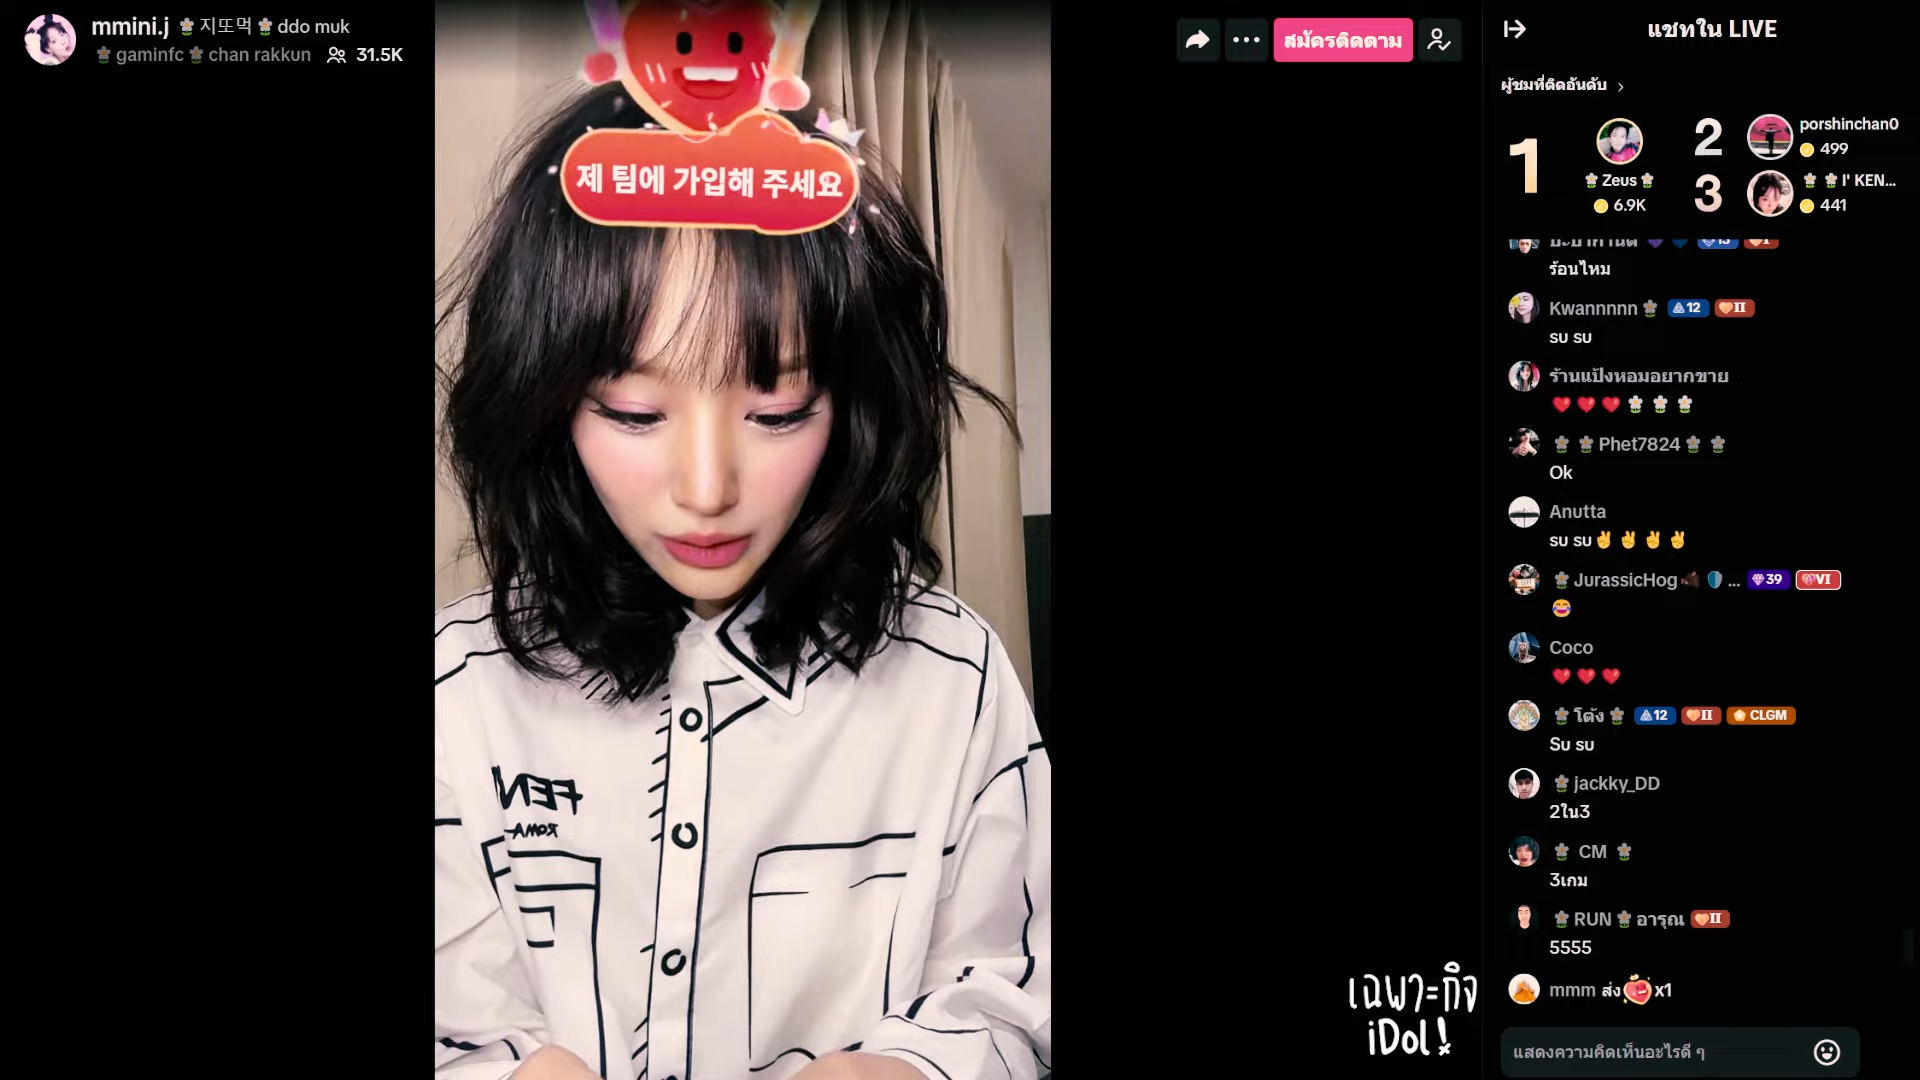 mmini.j 지또먹 ddo muk
gaminfc chan rakkun 31.5K
สมัครติดตาม
제 팀에 가입해 주세요
FEN
ROMA
เฉพาะกิจ
iDol!
แชทใน LIVE
ผู้ชมที่ติดอันดับ
1
Zeus
6.9K
2
porshinchan0
499
3
I' KEN...
441
ร้อนไหม
Kwannnnn 12 II
su su
ร้านแป้งหอมอยากขาย
Phet7824
Ok
Anutta
su su
JurassicHog ... 39 VI
Coco
โด้ง 12 II CLGM
Su su
jackky_DD
2ใน3
CM
3เกม
RUN อารุณ II
5555
mmm ส่ง x1
แสดงความคิดเห็นอะไรดี ๆ